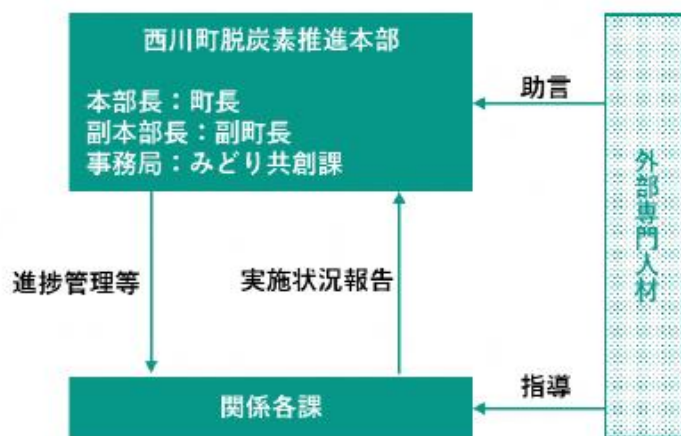 西川町脱炭素推進本部
本部長：町長
副本部長：副町長
事務局：みどり共創課
助言
外部専門人材
進捗管理等
実施状況報告
関係各課
指導